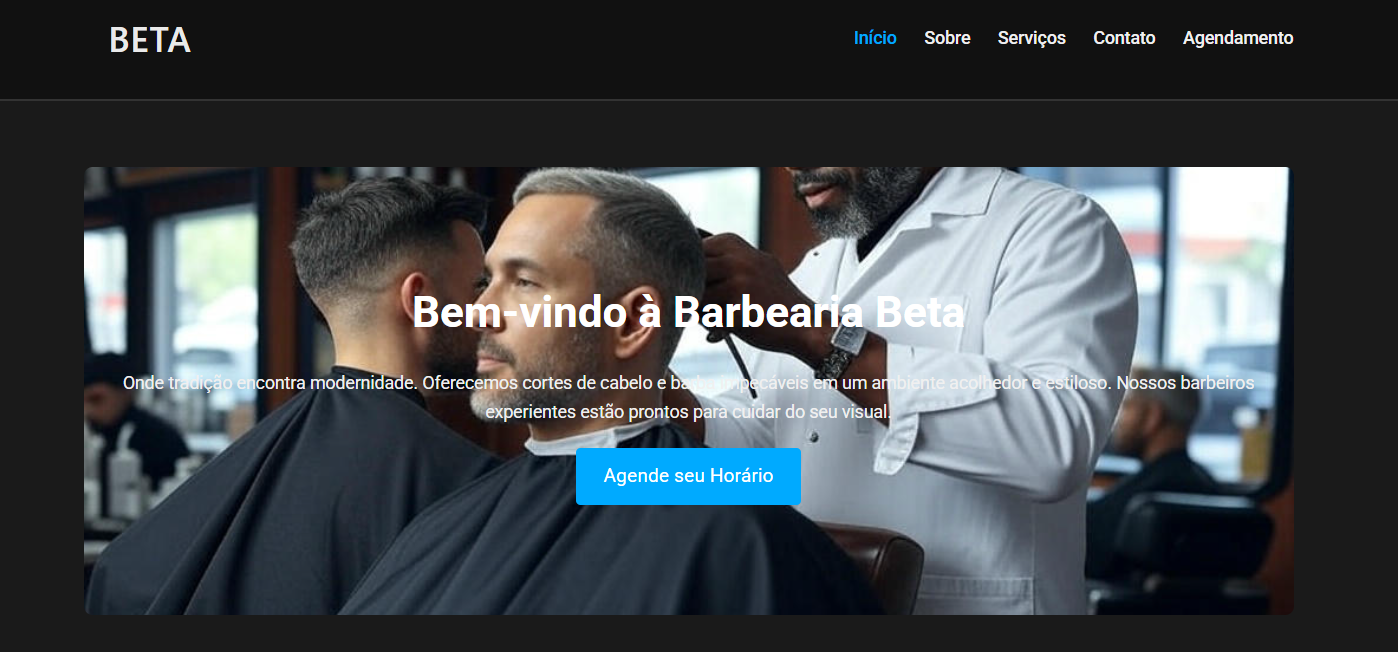 BETA
Início Sobre Serviços Contato Agendamento
Bem-vindo à Barbearia Beta
Onde tradição encontra modernidade. Oferecemos cortes de cabelo e barba impecáveis em um ambiente acolhedor e estiloso. Nossos barbeiros
experientes estão prontos para cuidar do seu visual.
Agende seu Horário